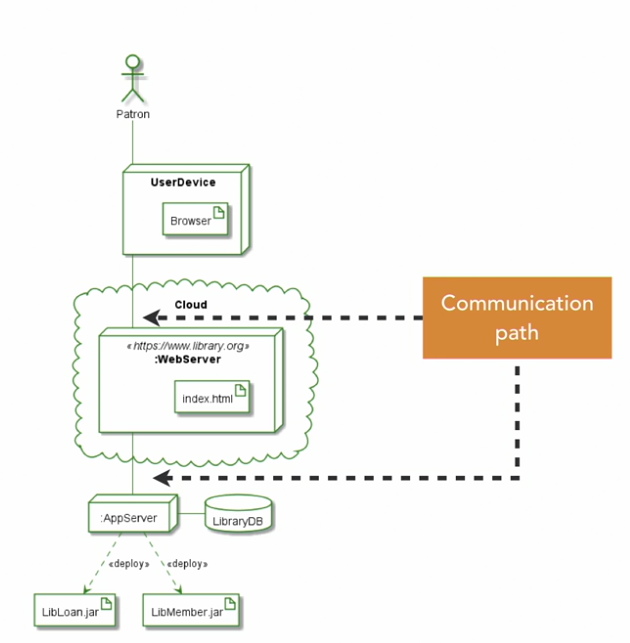 Patron
UserDevice
Browser
Cloud
Communication
path
«https://www.library.org»
:WebServer
index.html
:AppServer
LibraryDB
«deploy»
«deploy»
LibLoan.jar
LibMember.jar